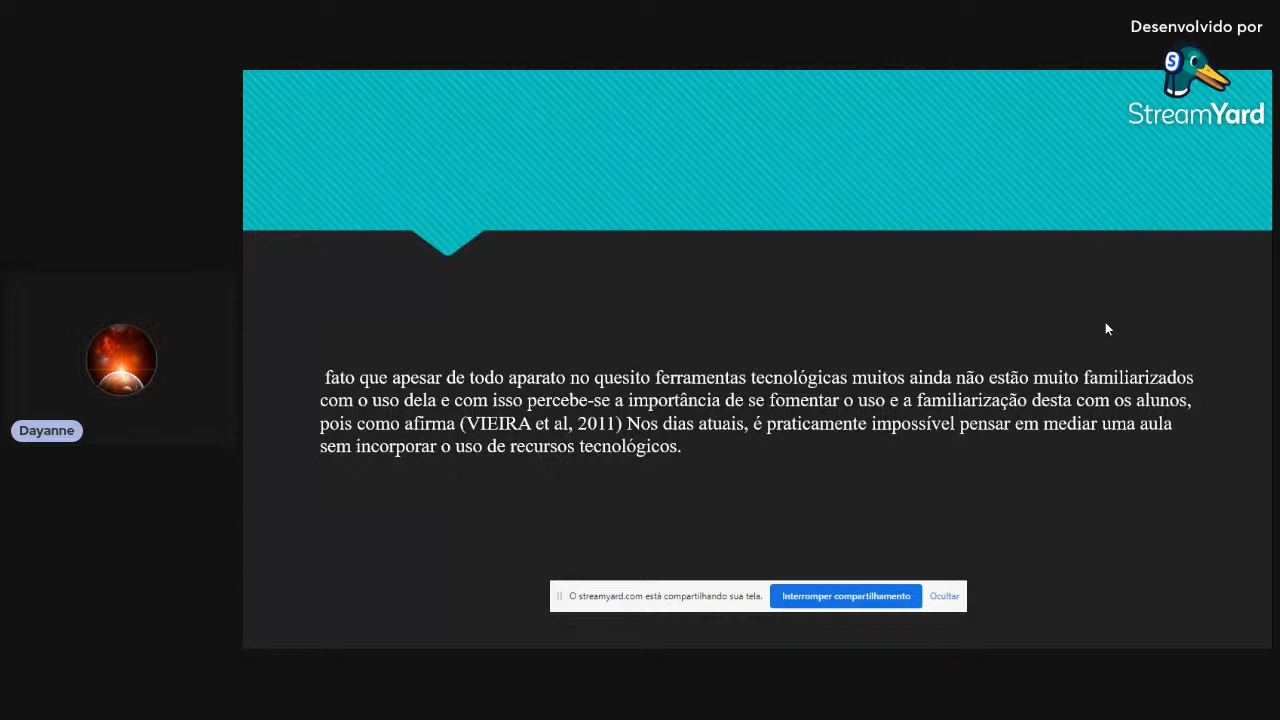 Desenvolvido por
S
StreamYard
fato que apesar de todo aparato no quesito ferramentas tecnológicas muitos ainda não estão muito familiarizados
com o uso dela e com isso percebe-se a importância de se fomentar o uso e a familiarização desta com os alunos,
pois como afirma (VIEIRA et al, 2011) Nos dias atuais, é praticamente impossível pensar em mediar uma aula
sem incorporar o uso de recursos tecnológicos.
Dayanne
O streamyard.com está compartilhando sua tela. Interromper compartilhamento Ocultar